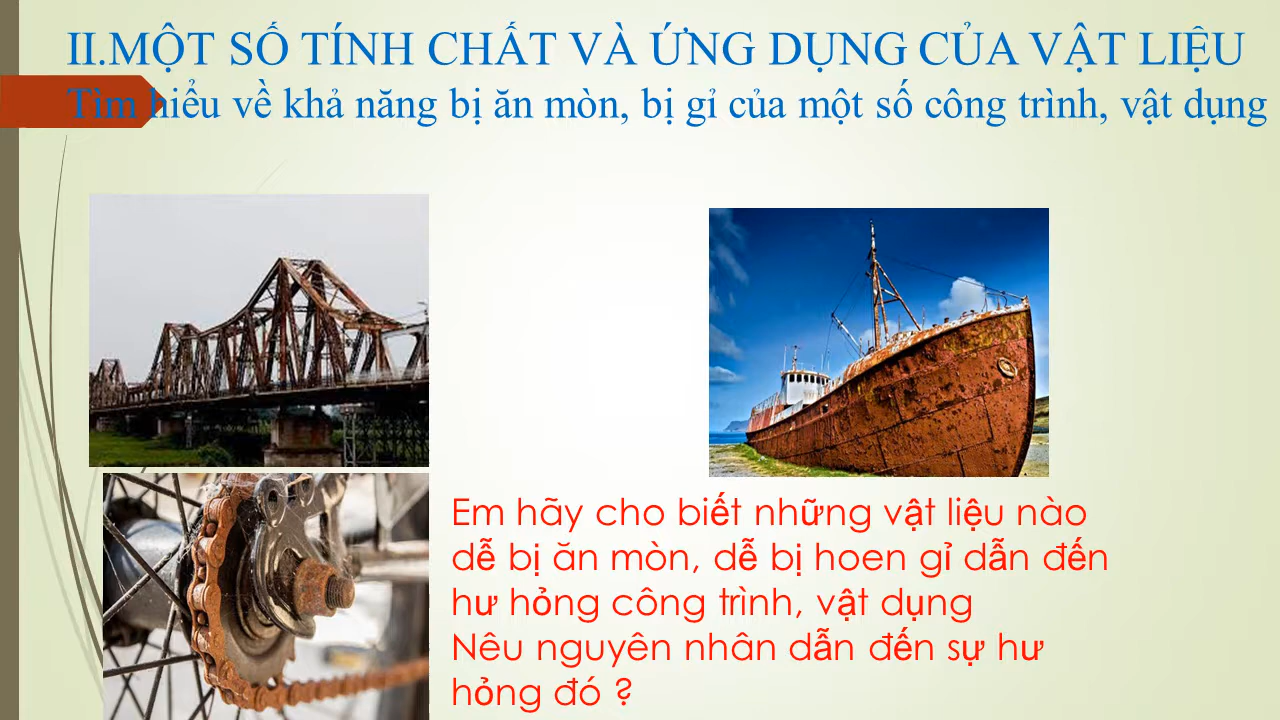 II.MỘT SỐ TÍNH CHẤT VÀ ỨNG DỤNG CỦA VẬT LIỆU
Tìm hiểu về khả năng bị ăn mòn, bị gỉ của một số công trình, vật dụng
Em hãy cho biết những vật liệu nào
dễ bị ăn mòn, dễ bị hoen gỉ dẫn đến
hư hỏng công trình, vật dụng
Nêu nguyên nhân dẫn đến sự hư
hỏng đó ?